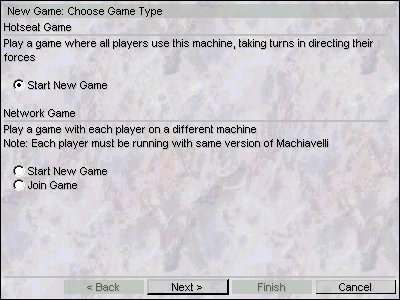 New Game: Choose Game Type
Hotseat Game
Play a game where all players use this machine, taking turns in directing their
forces
Start New Game
Network Game
Play a game with each player on a different machine
Note: Each player must be running with same version of Machiavelli
Start New Game
Join Game
< Back Next > Finish Cancel